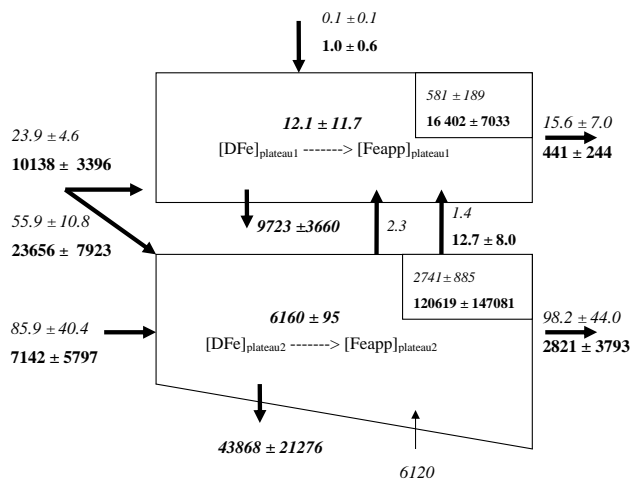 0.1 ± 0.1
1.0 ± 0.6
581 ± 189
16 402 ± 7033
12.1 ± 11.7
[DFe]plateau1 -------> [Feapp]plateau1
23.9 ± 4.6
10138 ± 3396
15.6 ± 7.0
441 ± 244
55.9 ± 10.8
23656 ± 7923
9723 ±3660
2.3
1.4
12.7 ± 8.0
2741 ± 885
120619 ± 147081
6160 ± 95
[DFe]plateau2 -------> [Feapp]plateau2
85.9 ± 40.4
7142 ± 5797
98.2 ± 44.0
2821 ± 3793
43868 ± 21276
6120